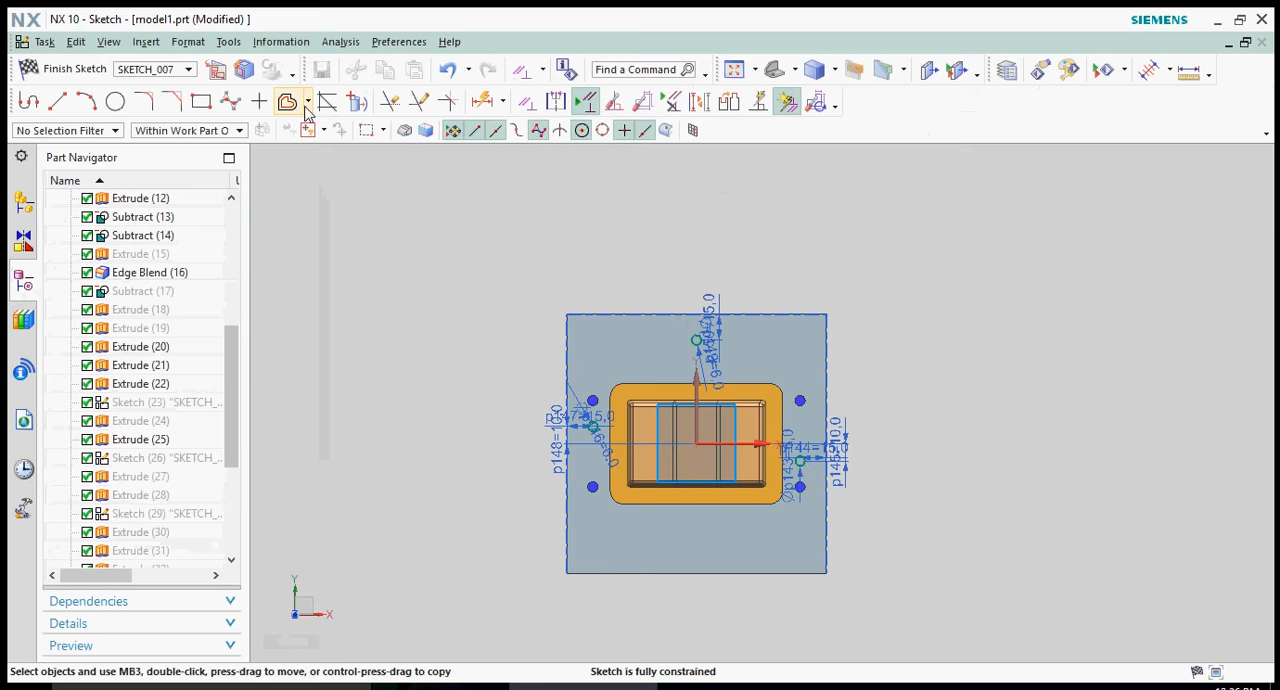 NX NX 10 - Sketch - [model1.prt (Modified) ] SIEMENS
Task Edit View Insert Format Tools Information Analysis Preferences Help
Finish Sketch SKETCH_007 Find a Command
No Selection Filter Within Work Part O
Part Navigator
Name
Extrude (12)
Subtract (13)
Subtract (14)
Extrude (15)
Edge Blend (16)
Subtract (17)
Extrude (18)
Extrude (19)
Extrude (20)
Extrude (21)
Extrude (22)
Sketch (23) "SKETCH_...
Extrude (24)
Extrude (25)
Sketch (26) "SKETCH_...
Extrude (27)
Extrude (28)
Sketch (29) "SKETCH_...
Extrude (30)
Extrude (31)
Dependencies
Details
Preview
p148=10,0
Y
X
Select objects and use MB3, double-click, press-drag to move, or control-press-drag to copy Sketch is fully constrained